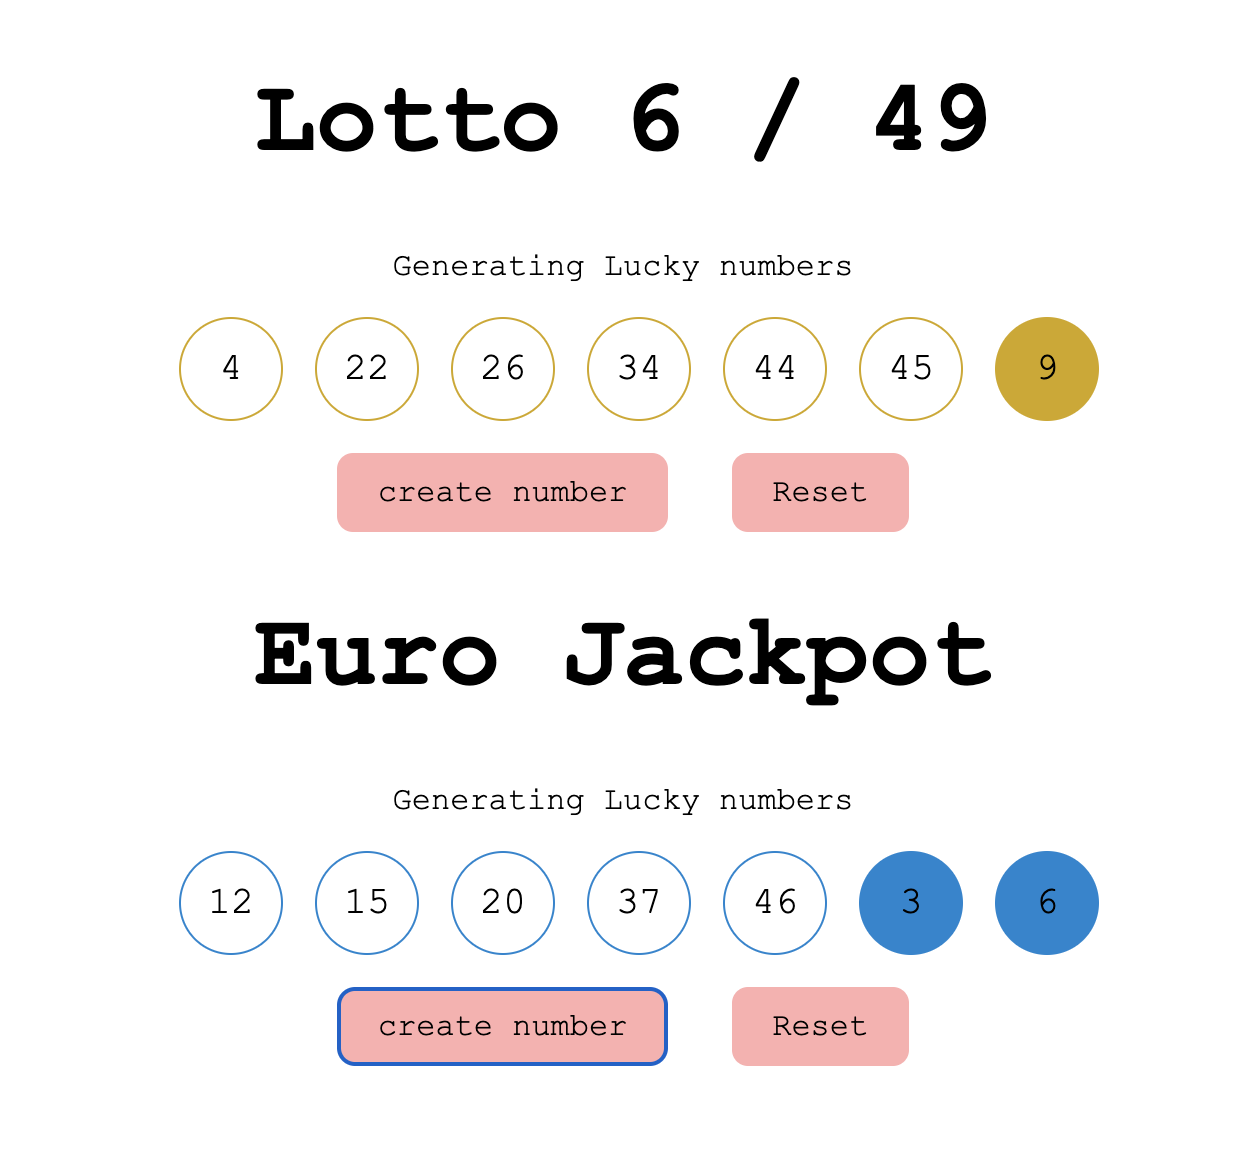 Lotto 6 / 49
Generating Lucky numbers
4 22 26 34 44 45 9
create number Reset
Euro Jackpot
Generating Lucky numbers
12 15 20 37 46 3 6
create number Reset